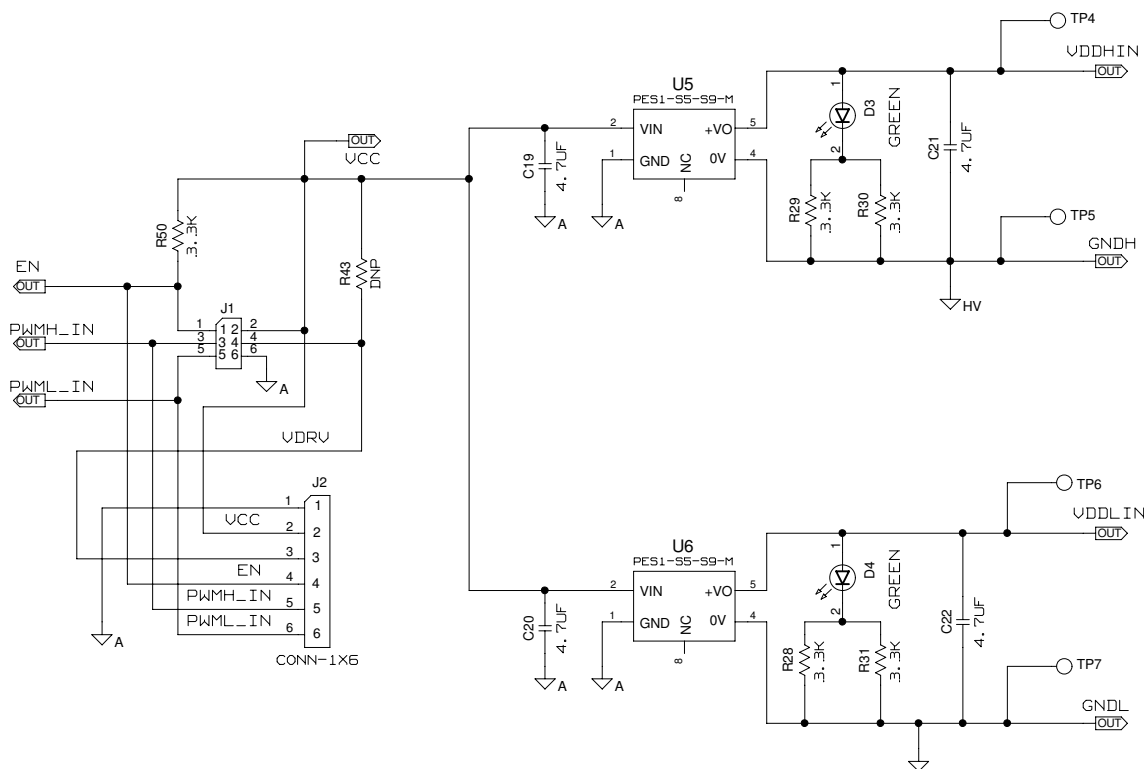 TP4
VDDHIN
OUT
U5
PES1-S5-S9-M
2 VIN +VO 5
1 GND 0V 4
NC
8
C19
4.7UF
A
A
1
D3
GREEN
2
R29
3.3K
R30
3.3K
C21
4.7UF
TP5
GNDH
OUT
HV
OUT
VCC
R50
3.3K
R43
DNP
EN
OUT
J1
1 1 2 2
3 3 4 4
5 5 6 6
A
PWMH_IN
OUT
PWML_IN
OUT
VDRV
J2
1 1
VCC
2 2
3 3
EN
4 4
PWMH_IN
5 5
PWML_IN
6 6
CONN-1X6
A
TP6
VDDLIN
OUT
U6
PES1-S5-S9-M
2 VIN +VO 5
1 GND 0V 4
NC
8
C20
4.7UF
A
A
1
D4
GREEN
2
R28
3.3K
R31
3.3K
C22
4.7UF
TP7
GNDL
OUT